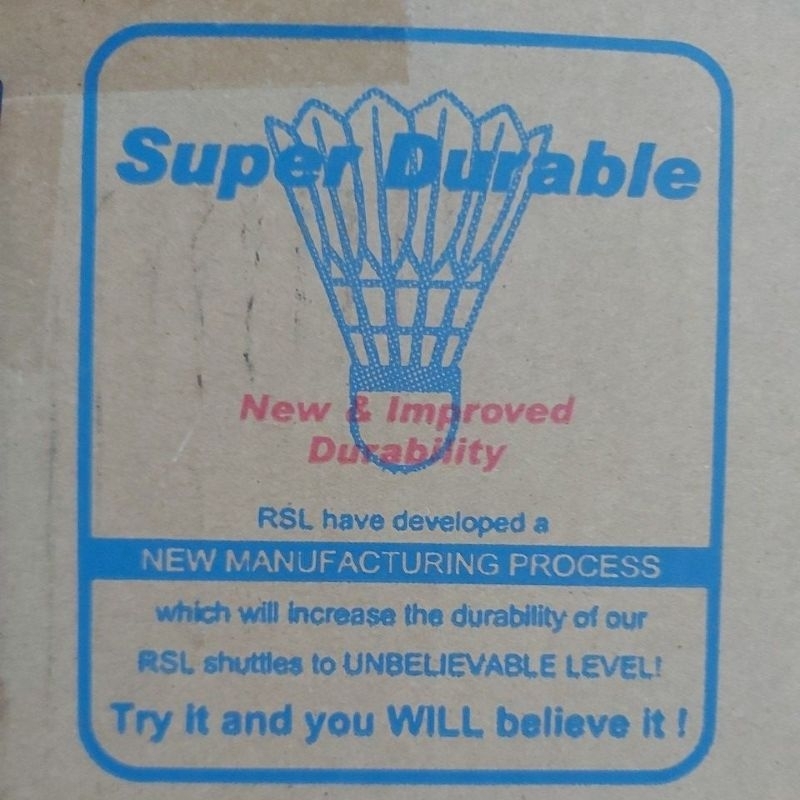 Super Durable
New & Improved
Durability
RSL have developed a
NEW MANUFACTURING PROCESS
which will increase the durability of our
RSL shuttles to UNBELIEVABLE LEVEL!
Try it and you WILL believe it !